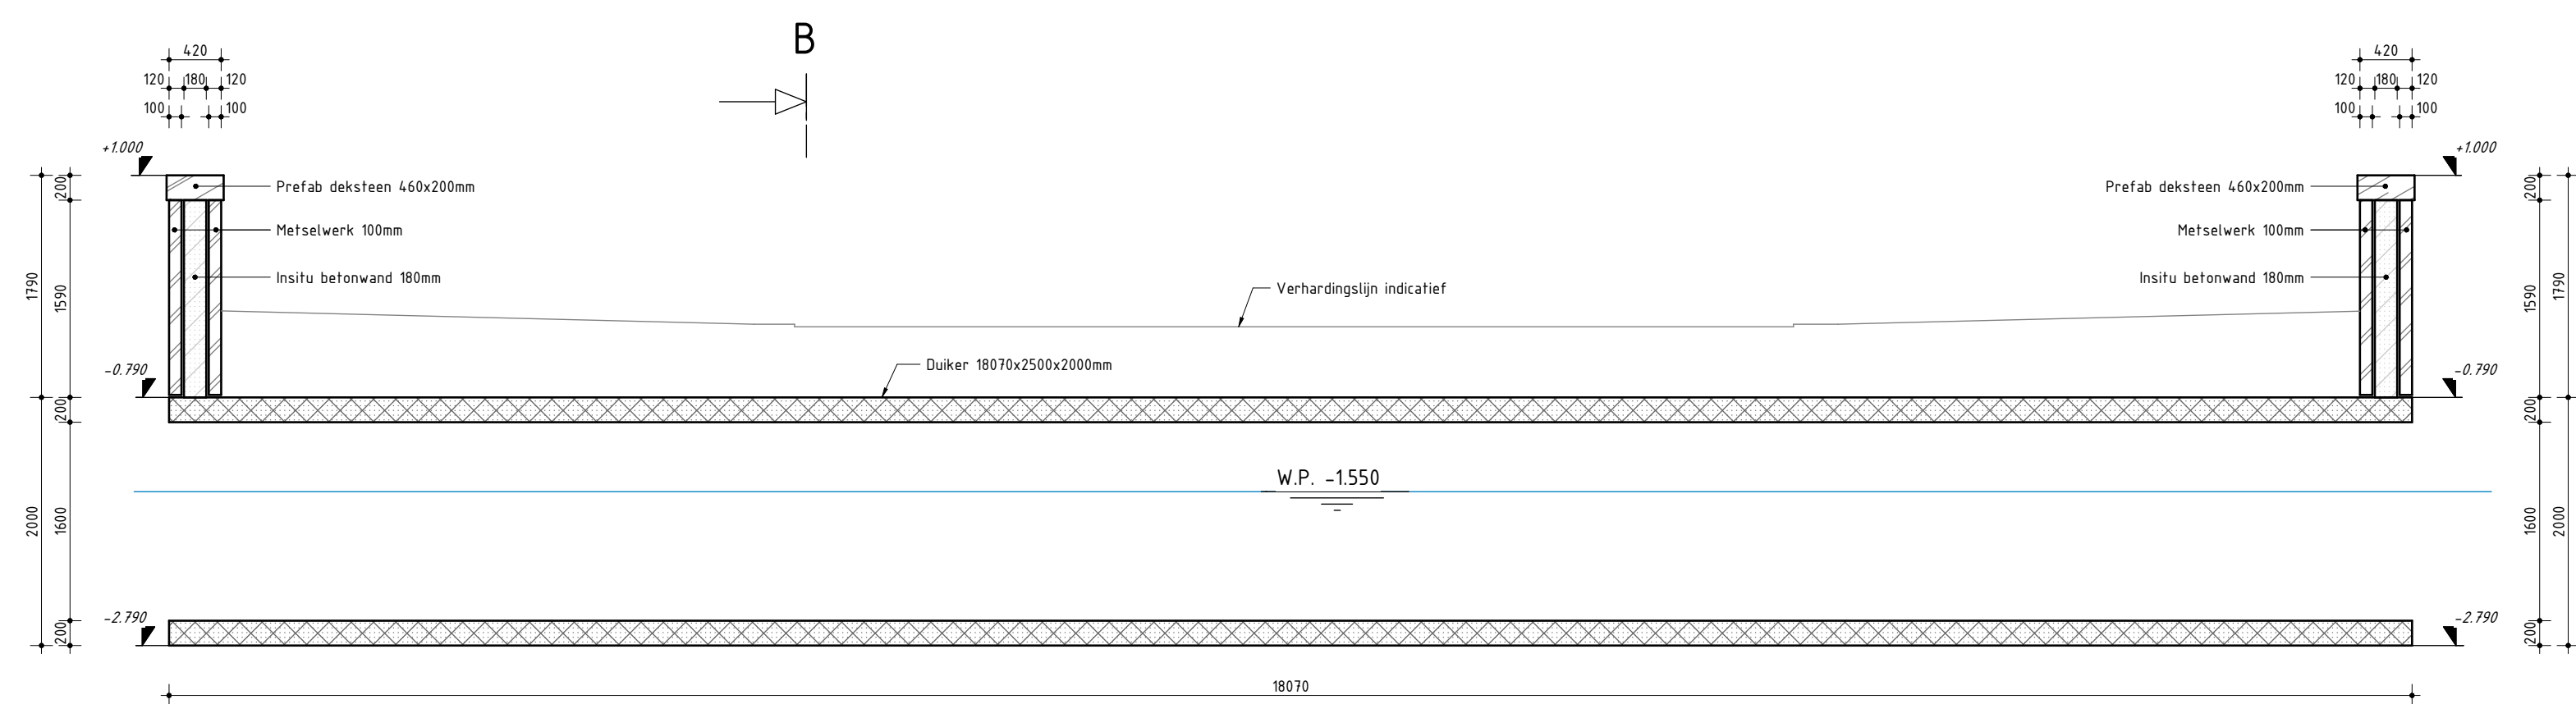 B
420
420
120 180 120
120 180 120
100 100
100 100
+1.000
+1.000
200
Prefab deksteen 460x200mm
Prefab deksteen 460x200mm
200
Metselwerk 100mm
Metselwerk 100mm
1790
1590
Insitu betonwand 180mm
Verhardingslijn indicatief
Insitu betonwand 180mm
1590
1790
-0.790
Duiker 18070x2500x2000mm
-0.790
200
200
W.P. -1.550
2000
1600
1600
2000
-2.790
-2.790
200
200
18070